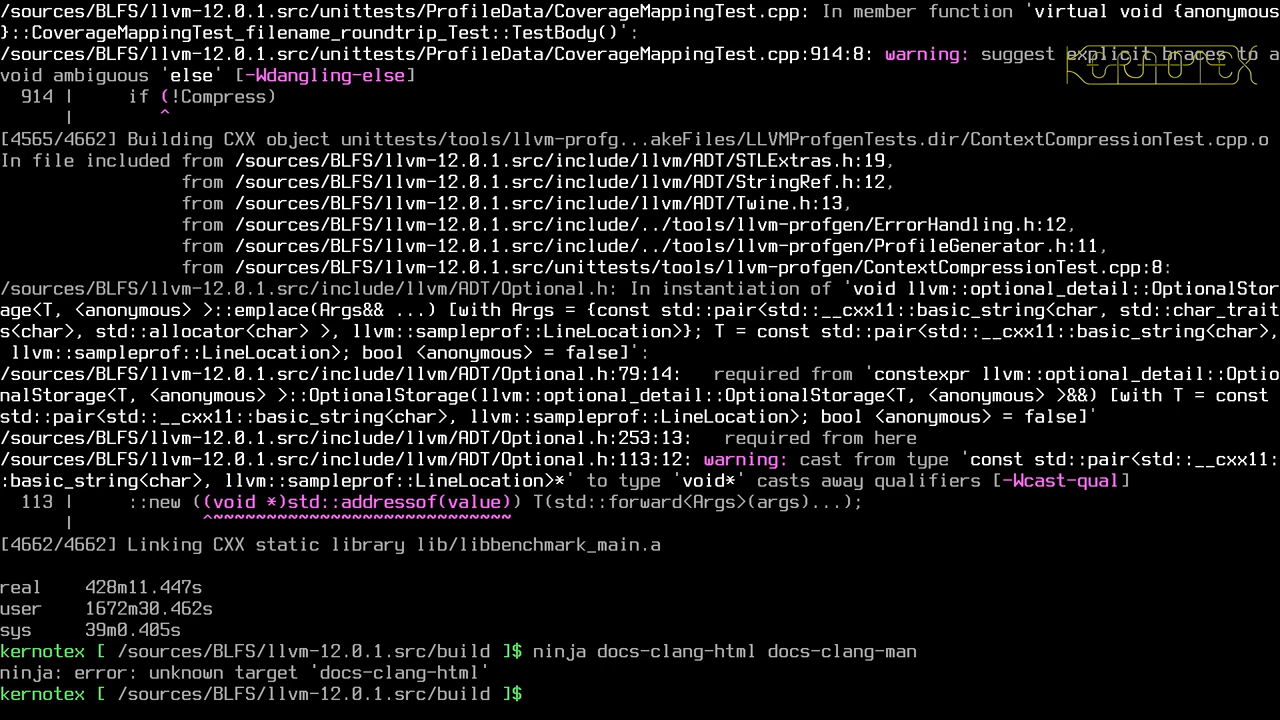 /sources/BLFS/llvm-12.0.1.src/unittests/ProfileData/CoverageMappingTest.cpp: In member function 'virtual void {anonymous
}::CoverageMappingTest_filename_roundtrip_Test::TestBody()':
/sources/BLFS/llvm-12.0.1.src/unittests/ProfileData/CoverageMappingTest.cpp:914:8: warning: suggest explicit braces to a
void ambiguous 'else' [-Wdangling-else]
kernotex
914 |     if (!Compress)
|        ^
[4565/4662] Building CXX object unittests/tools/llvm-profg...akeFiles/LLVMProfgenTests.dir/ContextCompressionTest.cpp.o
In file included from /sources/BLFS/llvm-12.0.1.src/include/llvm/ADT/STLExtras.h:19,
from /sources/BLFS/llvm-12.0.1.src/include/llvm/ADT/StringRef.h:12,
from /sources/BLFS/llvm-12.0.1.src/include/llvm/ADT/Twine.h:13,
from /sources/BLFS/llvm-12.0.1.src/include/../tools/llvm-profgen/ErrorHandling.h:12,
from /sources/BLFS/llvm-12.0.1.src/include/../tools/llvm-profgen/ProfileGenerator.h:11,
from /sources/BLFS/llvm-12.0.1.src/unittests/tools/llvm-profgen/ContextCompressionTest.cpp:8:
/sources/BLFS/llvm-12.0.1.src/include/llvm/ADT/Optional.h: In instantiation of 'void llvm::optional_detail::OptionalStor
age<T, <anonymous> >::emplace(Args&& ...) [with Args = {const std::pair<std::__cxx11::basic_string<char, std::char_trait
s<char>, std::allocator<char> >, llvm::sampleprof::LineLocation>&}; T = const std::pair<std::__cxx11::basic_string<char>,
llvm::sampleprof::LineLocation>; bool <anonymous> = false]':
/sources/BLFS/llvm-12.0.1.src/include/llvm/ADT/Optional.h:79:14:   required from 'constexpr llvm::optional_detail::Optio
nalStorage<T, <anonymous> >::OptionalStorage(llvm::optional_detail::OptionalStorage<T, <anonymous> >&&) [with T = const
std::pair<std::__cxx11::basic_string<char>, llvm::sampleprof::LineLocation>; bool <anonymous> = false]'
/sources/BLFS/llvm-12.0.1.src/include/llvm/ADT/Optional.h:253:13:   required from here
/sources/BLFS/llvm-12.0.1.src/include/llvm/ADT/Optional.h:113:12: warning: cast from type 'const std::pair<std::__cxx11:
:basic_string<char>, llvm::sampleprof::LineLocation>*' to type 'void*' casts away qualifiers [-Wcast-qual]
113 |     ::new ((void *)std::addressof(value)) T(std::forward<Args>(args)...);
|            ^~~~~~~~~~~~~~~~~~~~~~~~~~~~~
[4662/4662] Linking CXX static library lib/libbenchmark_main.a
real    428m11.447s
user    1672m30.462s
sys     39m0.405s
kernotex [ /sources/BLFS/llvm-12.0.1.src/build ]$ ninja docs-clang-html docs-clang-man
ninja: error: unknown target 'docs-clang-html'
kernotex [ /sources/BLFS/llvm-12.0.1.src/build ]$